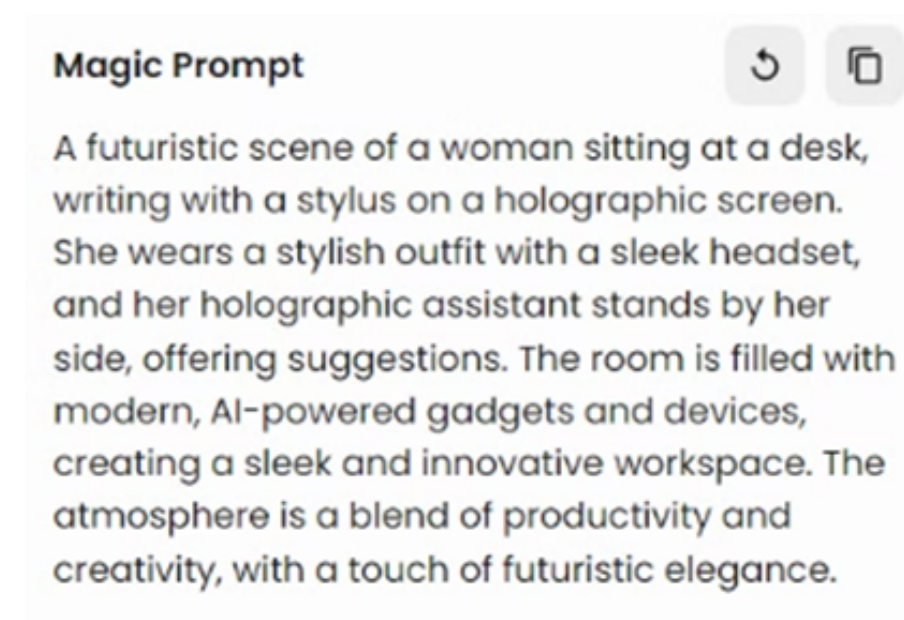 Magic Prompt
A futuristic scene of a woman sitting at a desk,
writing with a stylus on a holographic screen.
She wears a stylish outfit with a sleek headset,
and her holographic assistant stands by her
side, offering suggestions. The room is filled with
modern, AI-powered gadgets and devices,
creating a sleek and innovative workspace. The
atmosphere is a blend of productivity and
creativity, with a touch of futuristic elegance.